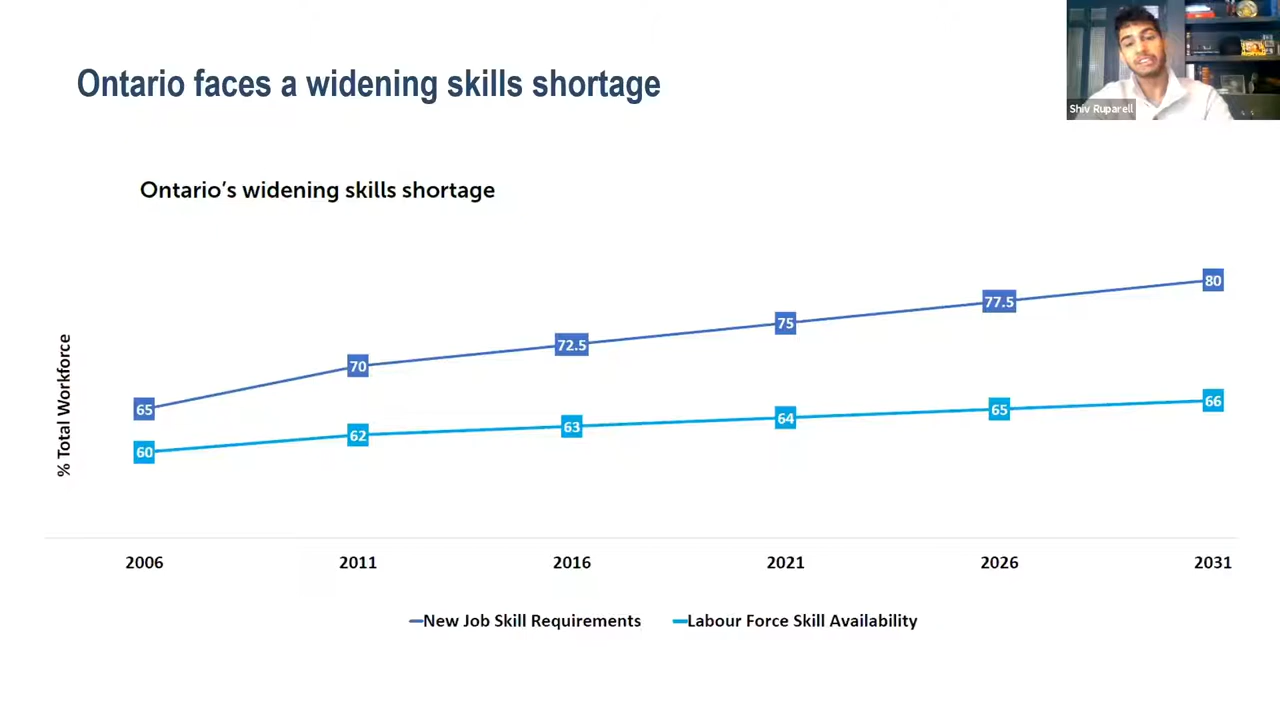 Ontario faces a widening skills shortage
Shiv Ruparell
Ontario’s widening skills shortage
% Total Workforce
80
77.5
75
72.5
70
65
66
65
64
63
62
60
2006 2011 2016 2021 2026 2031
New Job Skill Requirements Labour Force Skill Availability